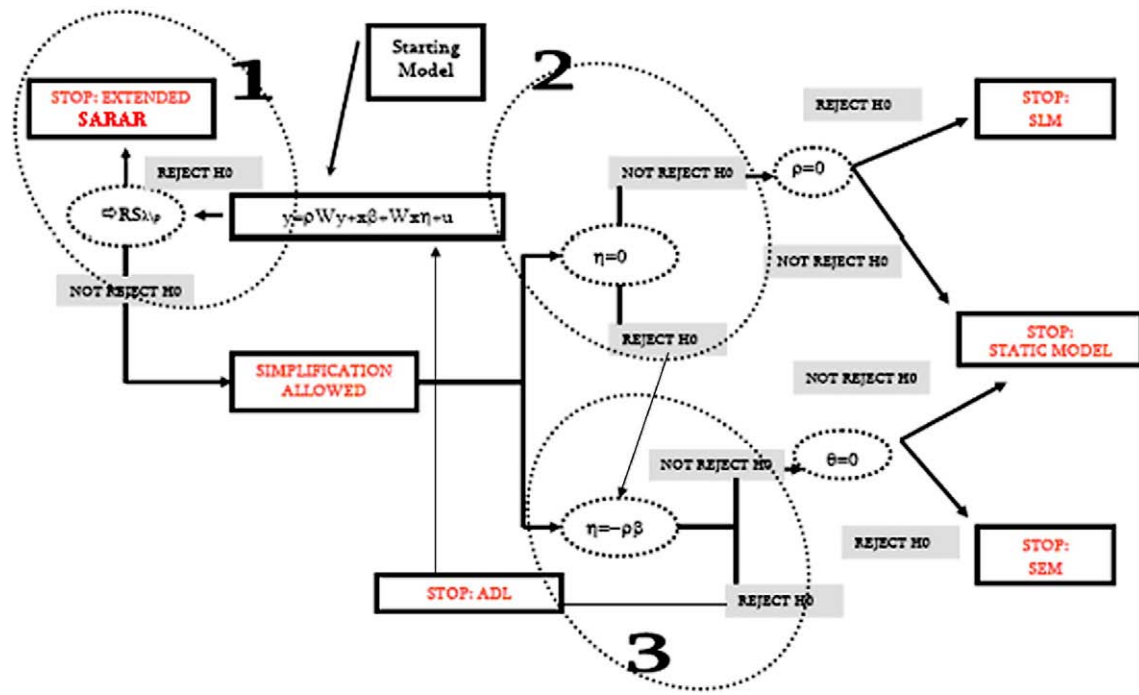 1
Starting
Model
2
STOP: EXTENDED
SARAR
REJECT H0
STOP:
SLM
REJECT H0
NOT REJECT H0
ρ=0
⇨RSλ\ρ
y=ρWy+xβ+Wxη+u
η=0
NOT REJECT H0
NOT REJECT H0
REJECT H0
STOP:
STATIC MODEL
SIMPLIFICATION
ALLOWED
NOT REJECT H0
NOT REJECT H0
θ=0
η=−ρβ
REJECT H0
STOP:
SEM
STOP: ADL
REJECT H0
3